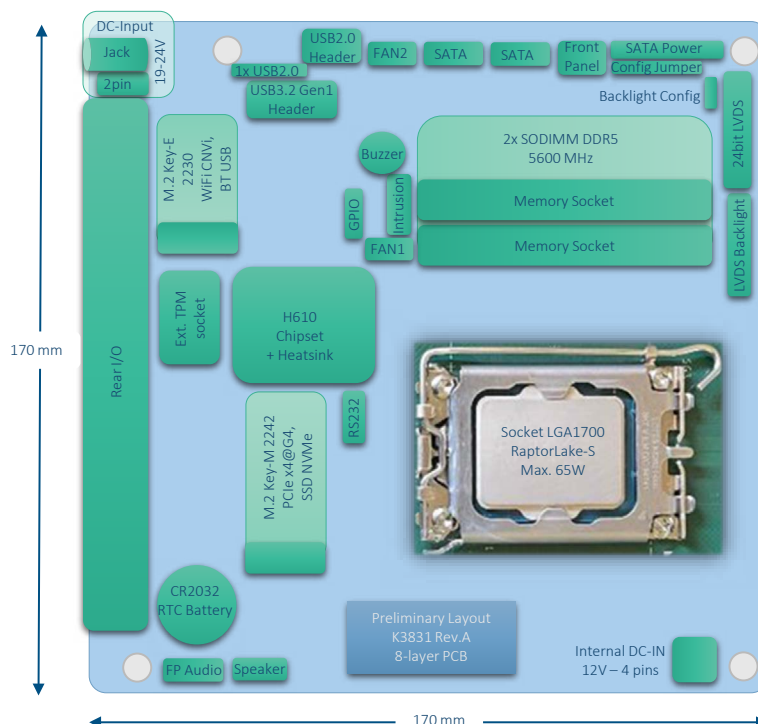 DC-Input
Jack
2pin
19-24V
USB2.0
Header
1x USB2.0
USB3.2 Gen1
Header
FAN2
SATA
SATA
Front
Panel
SATA Power
Config Jumper
Backlight Config
24bit LVDS
LVDS Backlight
M.2 Key-E
2230
WiFi CNVi,
BT USB
Buzzer
2x SODIMM DDR5
5600 MHz
Memory Socket
Memory Socket
GPIO
Intrusion
FAN1
Ext. TPM
socket
H610
Chipset
+ Heatsink
170 mm
Rear I/O
M.2 Key-M 2242
PCIe x4@G4,
SSD NVMe
RS232
Socket LGA1700
RaptorLake-S
Max. 65W
CR2032
RTC Battery
Preliminary Layout
K3831 Rev.A
8-layer PCB
Internal DC-IN
12V – 4 pins
FP Audio
Speaker
170 mm